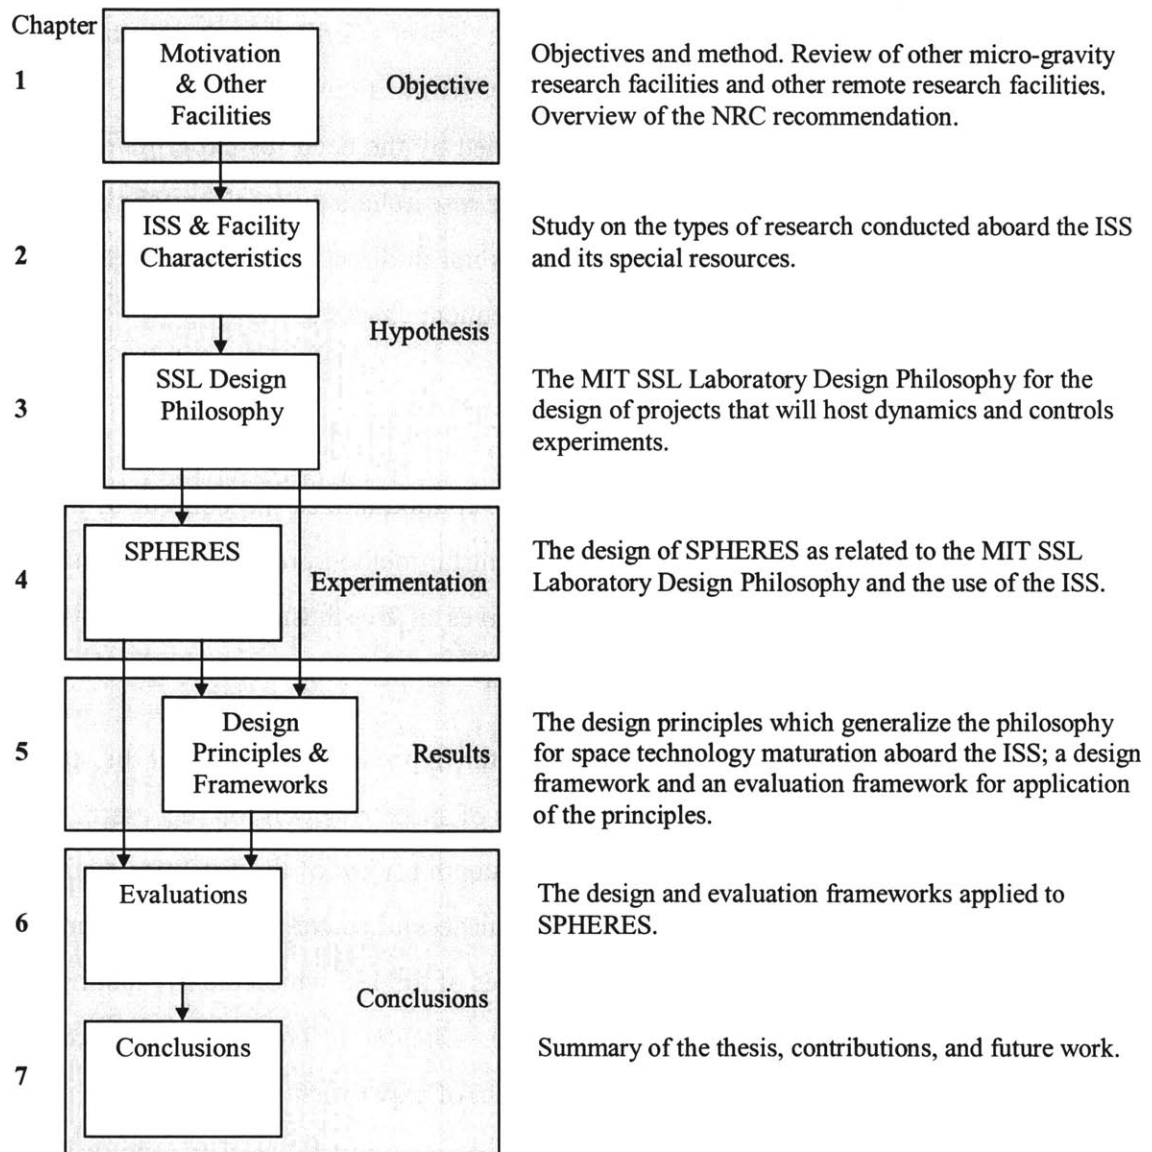 Chapter
1
Motivation
& Other
Facilities
Objective
Objectives and method. Review of other micro-gravity
research facilities and other remote research facilities.
Overview of the NRC recommendation.
2
ISS & Facility
Characteristics
Study on the types of research conducted aboard the ISS
and its special resources.
Hypothesis
3
SSL Design
Philosophy
The MIT SSL Laboratory Design Philosophy for the
design of projects that will host dynamics and controls
experiments.
4
SPHERES
Experimentation
The design of SPHERES as related to the MIT SSL
Laboratory Design Philosophy and the use of the ISS.
5
Design
Principles &
Frameworks
Results
The design principles which generalize the philosophy
for space technology maturation aboard the ISS; a design
framework and an evaluation framework for application
of the principles.
6
Evaluations
The design and evaluation frameworks applied to
SPHERES.
Conclusions
7
Conclusions
Summary of the thesis, contributions, and future work.